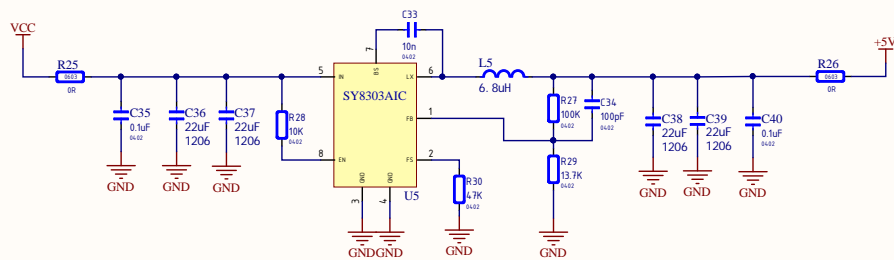 VCC
R25
0603
0R
C35
0.1uF
0402
C36
22uF
1206
C37
22uF
1206
R28
10K
0402
C33
10n
0402
7
BS
5
IN
LX
6
SY8303AIC
FB
1
8
EN
FS
2
GND
GND
3
4
U5
L5
6.8uH
R27
100K
0402
C34
100pF
0402
R29
13.7K
0402
R30
47K
0402
C38
22uF
1206
C39
22uF
1206
C40
0.1uF
0402
R26
0603
0R
+5V
GND
GND
GND
GND
GND
GND
GND
GND
GND
GND